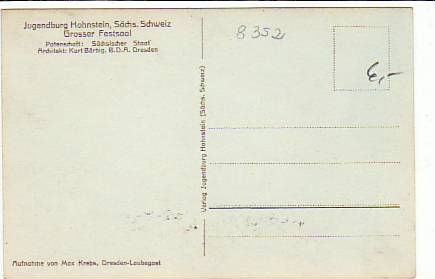 Jugendburg Hohnstein, Sächs. Schweiz
Grosser Festsaal
Patenschaft: Sächsischer Staat
Architekt: Kurt Bärbig, B.D.A. Dresden
8352
6,-
Verlag Jugendburg Hohnstein (Sächs. Schweiz)
Aufnahme von Max Krebs, Dresden-Laubegast